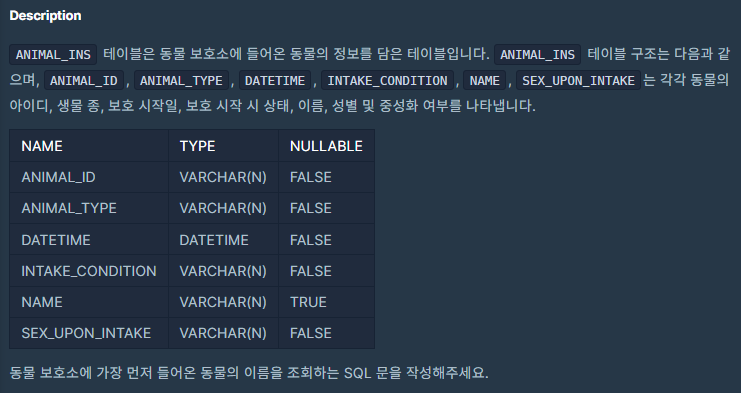 Description
ANIMAL_INS 테이블은 동물 보호소에 들어온 동물의 정보를 담은 테이블입니다. ANIMAL_INS 테이블 구조는 다음과 같
으며, ANIMAL_ID , ANIMAL_TYPE , DATETIME , INTAKE_CONDITION , NAME , SEX_UPON_INTAKE 는 각각 동물의
아이디, 생물 종, 보호 시작일, 보호 시작 시 상태, 이름, 성별 및 중성화 여부를 나타냅니다.
NAME TYPE NULLABLE
ANIMAL_ID VARCHAR(N) FALSE
ANIMAL_TYPE VARCHAR(N) FALSE
DATETIME DATETIME FALSE
INTAKE_CONDITION VARCHAR(N) FALSE
NAME VARCHAR(N) TRUE
SEX_UPON_INTAKE VARCHAR(N) FALSE
동물 보호소에 가장 먼저 들어온 동물의 이름을 조회하는 SQL 문을 작성해주세요.